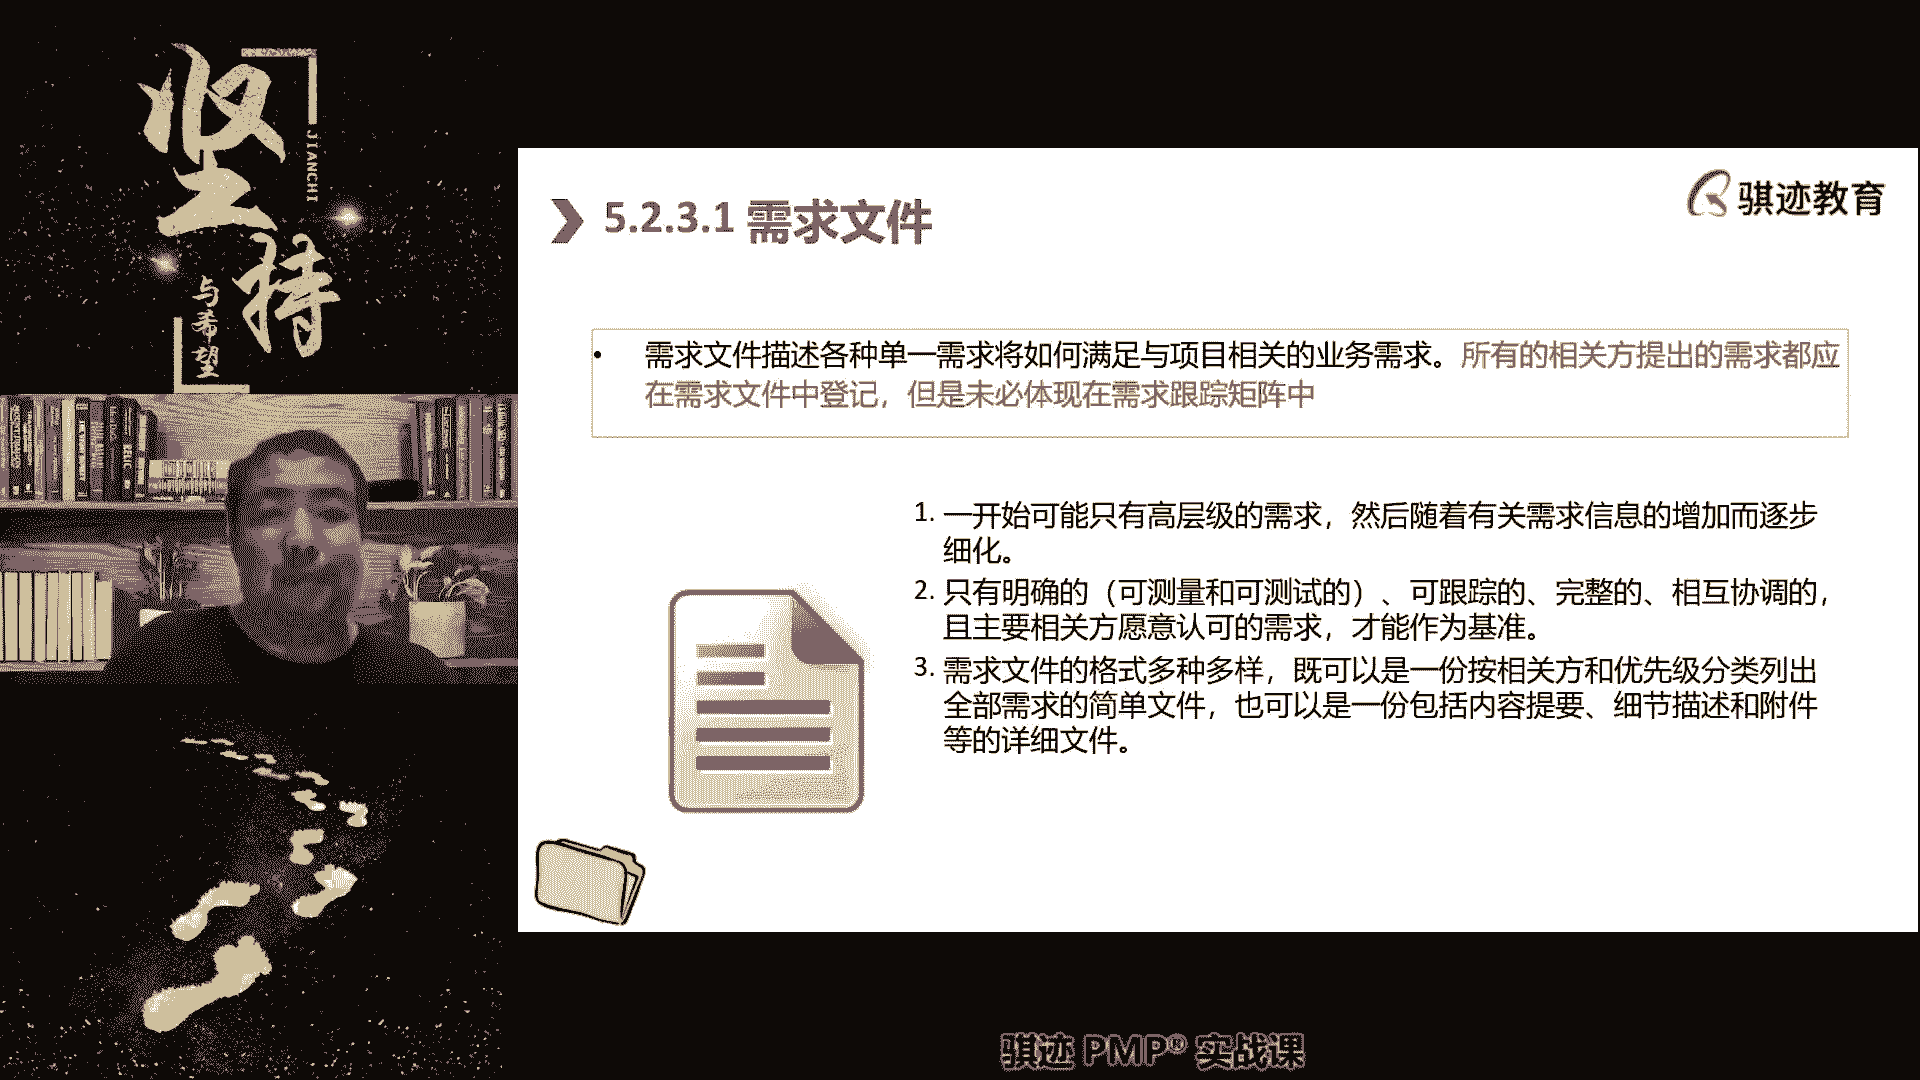 坚持
JIANCHI
与希望
骐迹教育
5.2.3.1 需求文件
• 需求文件描述各种单一需求将如何满足与项目相关的业务需求。所有的相关方提出的需求都应
在需求文件中登记，但是未必体现在需求跟踪矩阵中
1. 一开始可能只有高层级的需求，然后随着有关需求信息的增加而逐步
细化。
2. 只有明确的（可测量和可测试的）、可跟踪的、完整的、相互协调的，
且主要相关方愿意认可的需求，才能作为基准。
3. 需求文件的格式多种多样，既可以是一份按相关方和优先级分类列出
全部需求的简单文件，也可以是一份包括内容提要、细节描述和附件
等的详细文件。
骐迹 PMP® 实战课